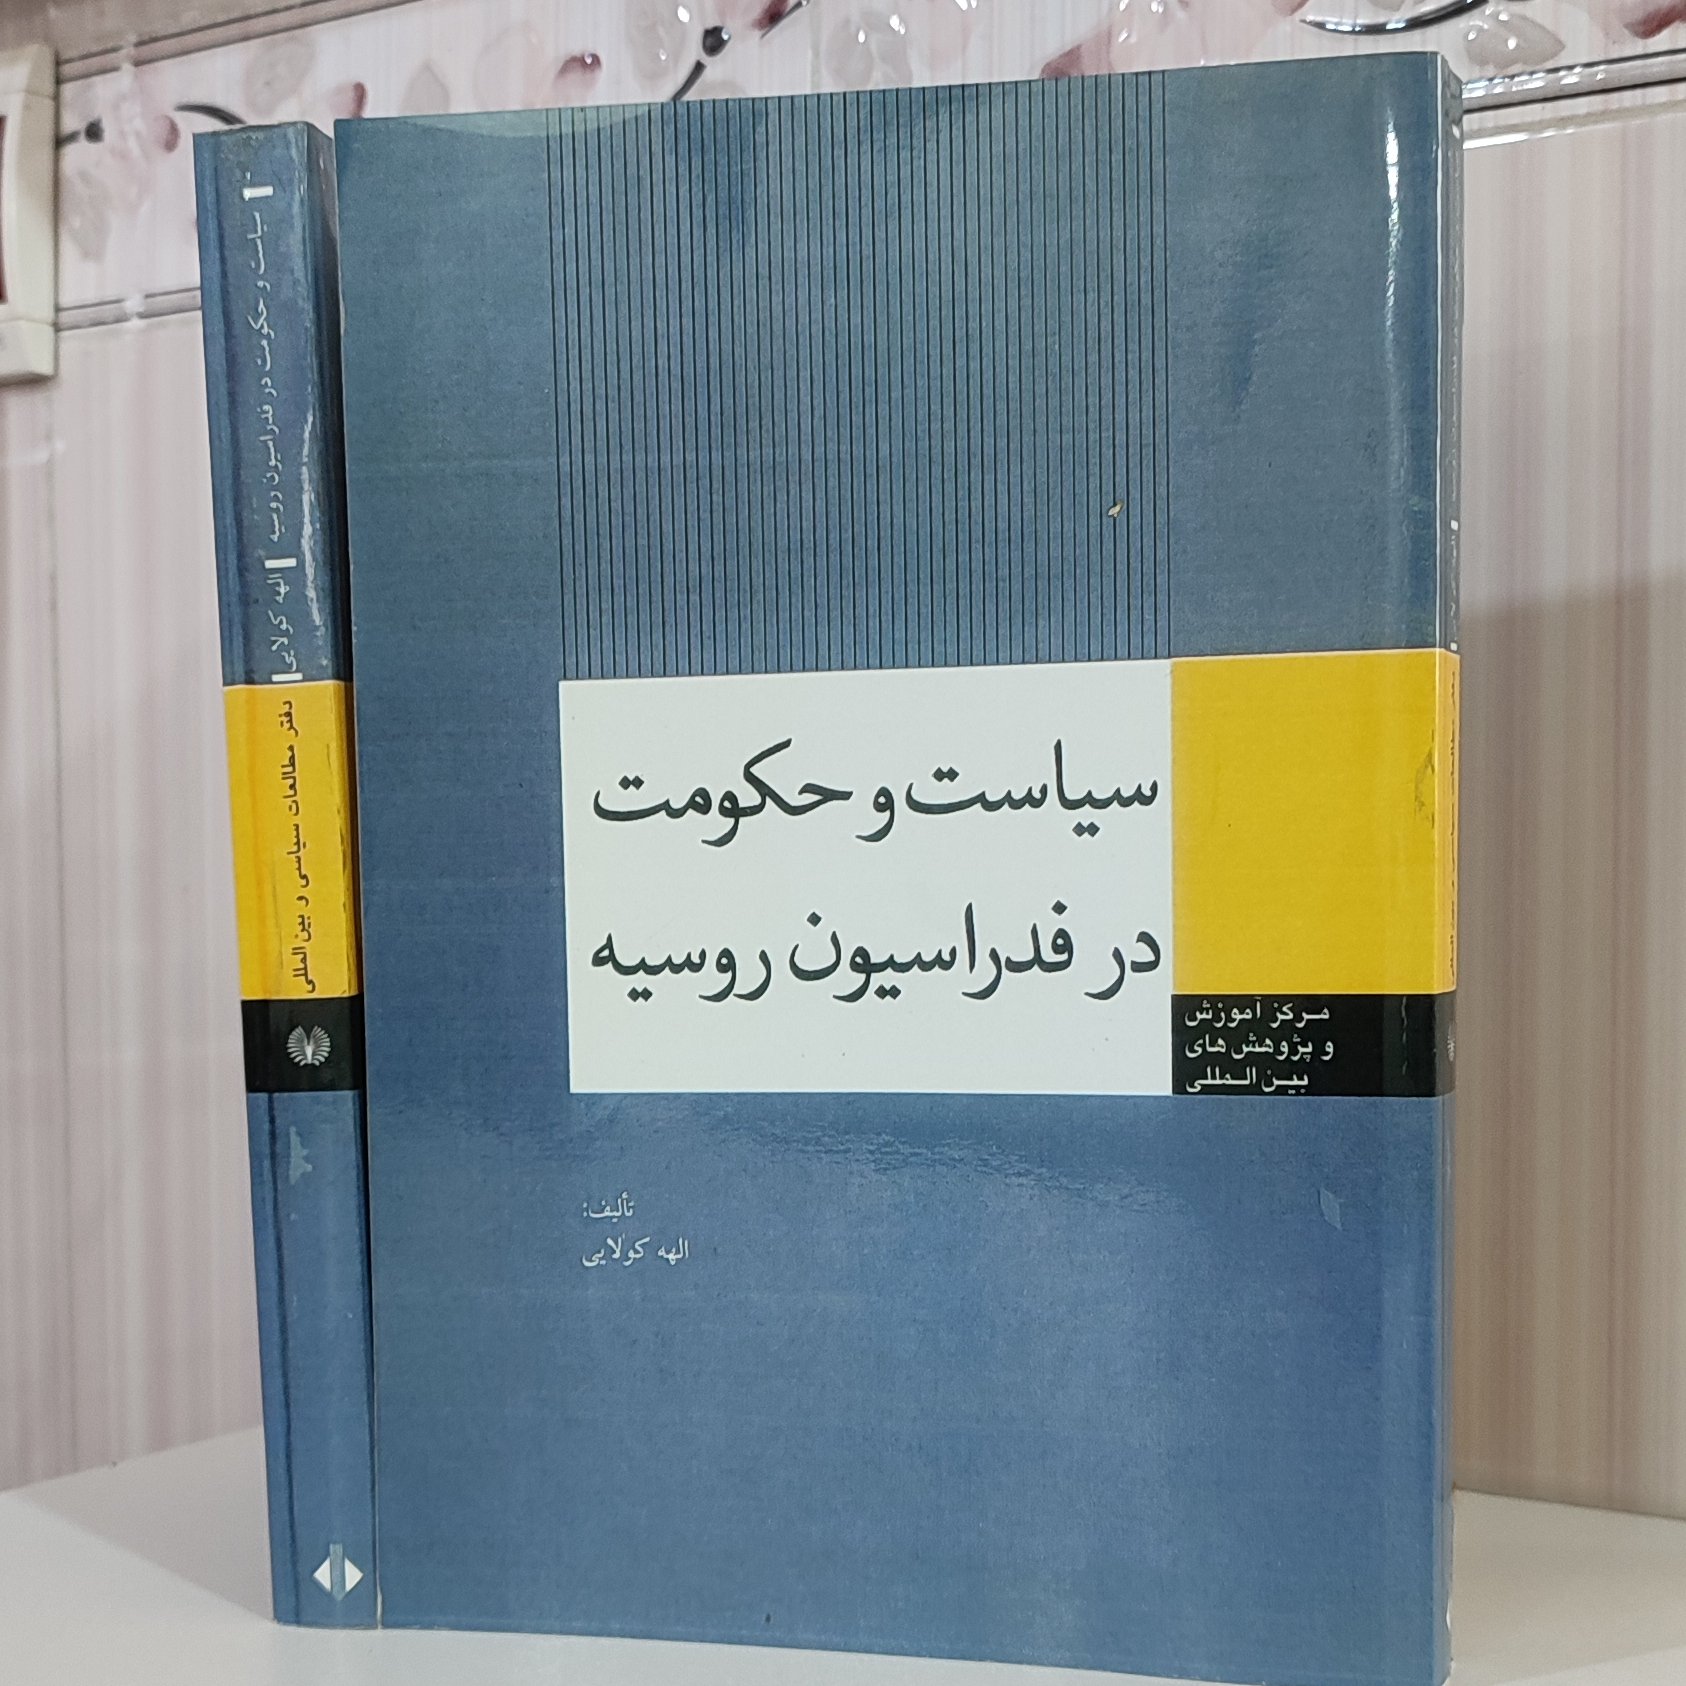 سیاست و حکومت در فدراسیون روسیه
الهه کولایی
دفتر مطالعات سیاسی و بین‌المللی
سیاست و حکومت
در فدراسیون روسیه
مرکز آموزش
و پژوهش های
بین المللی
تألیف:
الهه کولایی